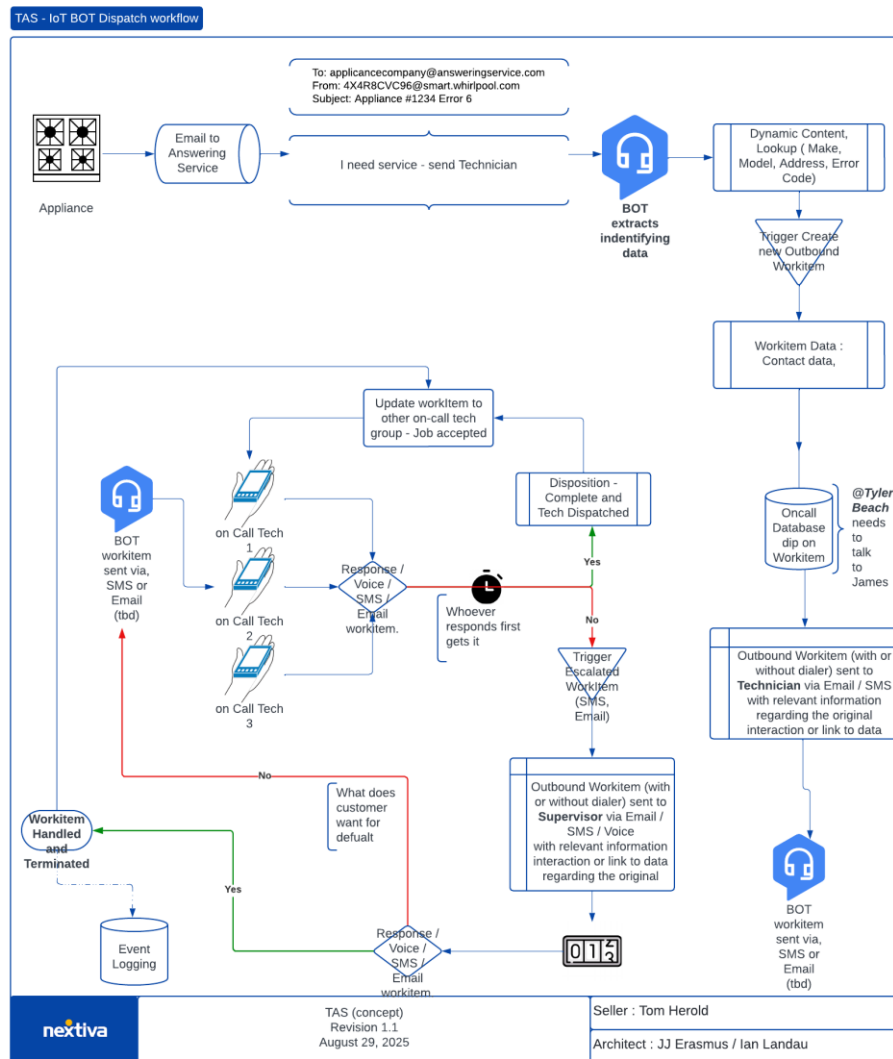 TAS - IoT BOT Dispatch workflow
To: applicancecompany@answeringservice.com
From: 4X4R8CVC96@smart.whirlpool.com
Subject: Appliance #1234 Error 6
Appliance
Email to
Answering
Service
I need service - send Technician
BOT
extracts
indentifying
data
Dynamic Content,
Lookup ( Make,
Model, Address, Error
Code)
Trigger Create
new Outbound
Workitem
Workitem Data :
Contact data,
Oncall
Database
dip on
Workitem
@Tyler
Beach
needs
to
talk
to
James
Outbound Workitem (with or
without dialer) sent to
Technician via Email / SMS
with relevant information
regarding the original
interaction or link to data
BOT
workitem
sent via,
SMS or
Email
(tbd)
Update workItem to
other on-call tech
group - Job accepted
Disposition -
Complete and
Tech Dispatched
BOT
workitem
sent via,
SMS or
Email
(tbd)
on Call Tech
1
on Call Tech
2
on Call Tech
3
Response /
Voice /
SMS /
Email
workitem.
Whoever
responds first
gets it
Yes
No
Trigger
Escalated
WorkItem
(SMS,
Email)
Outbound Workitem (with
or without dialer) sent to
Supervisor via Email /
SMS / Voice
with relevant information
interaction or link to data
regarding the original
0 1 2
3
Response /
Voice /
SMS /
Email
workitem
No
What does
customer
want for
defualt
Yes
Workitem
Handled
and
Terminated
Event
Logging
nextiva
TAS (concept)
Revision 1.1
August 29, 2025
Seller : Tom Herold
Architect : JJ Erasmus / Ian Landau